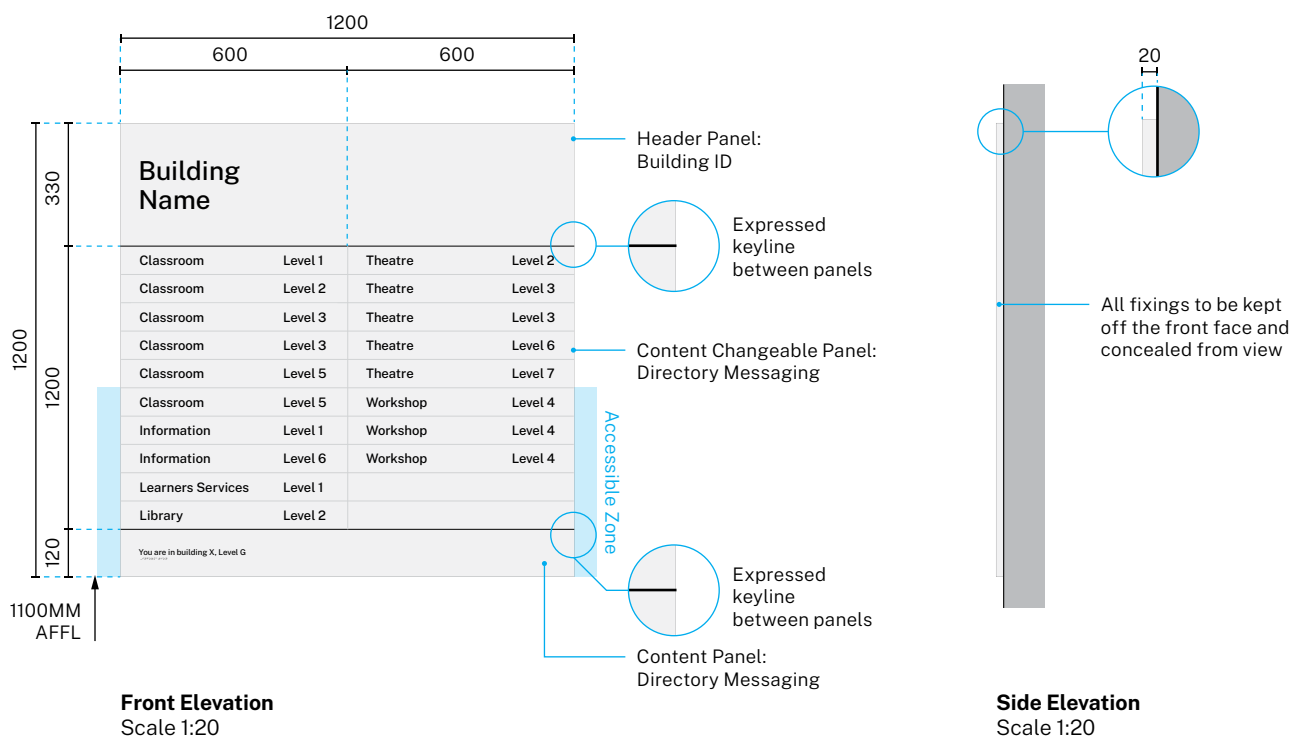 1200
600 600
20
Header Panel:
Building ID
Building
Name
330
Expressed
keyline
between panels
Classroom Level 1 Theatre Level 2
Classroom Level 2 Theatre Level 3
Classroom Level 3 Theatre Level 3
Classroom Level 3 Theatre Level 6
Classroom Level 5 Theatre Level 7
Classroom Level 5 Workshop Level 4
Information Level 1 Workshop Level 4
Information Level 6 Workshop Level 4
Learners Services Level 1
Library Level 2
All fixings to be kept
off the front face and
concealed from view
1200
1200
Content Changeable Panel:
Directory Messaging
Accessible Zone
120
You are in building X, Level G
Expressed
keyline
between panels
1100MM
AFFL
Content Panel:
Directory Messaging
Front Elevation
Scale 1:20
Side Elevation
Scale 1:20